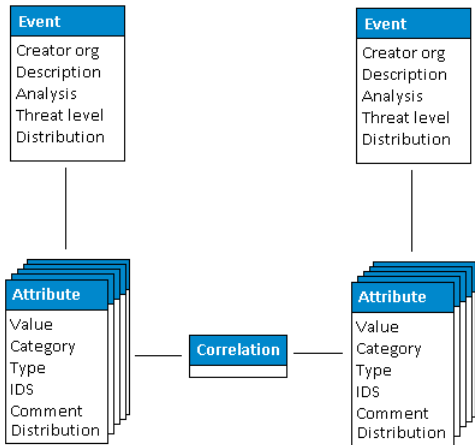 Event
Creator org
Description
Analysis
Threat level
Distribution
Event
Creator org
Description
Analysis
Threat level
Distribution
Attribute
Value
Category
Type
IDS
Comment
Distribution
Correlation
Attribute
Value
Category
Type
IDS
Comment
Distribution